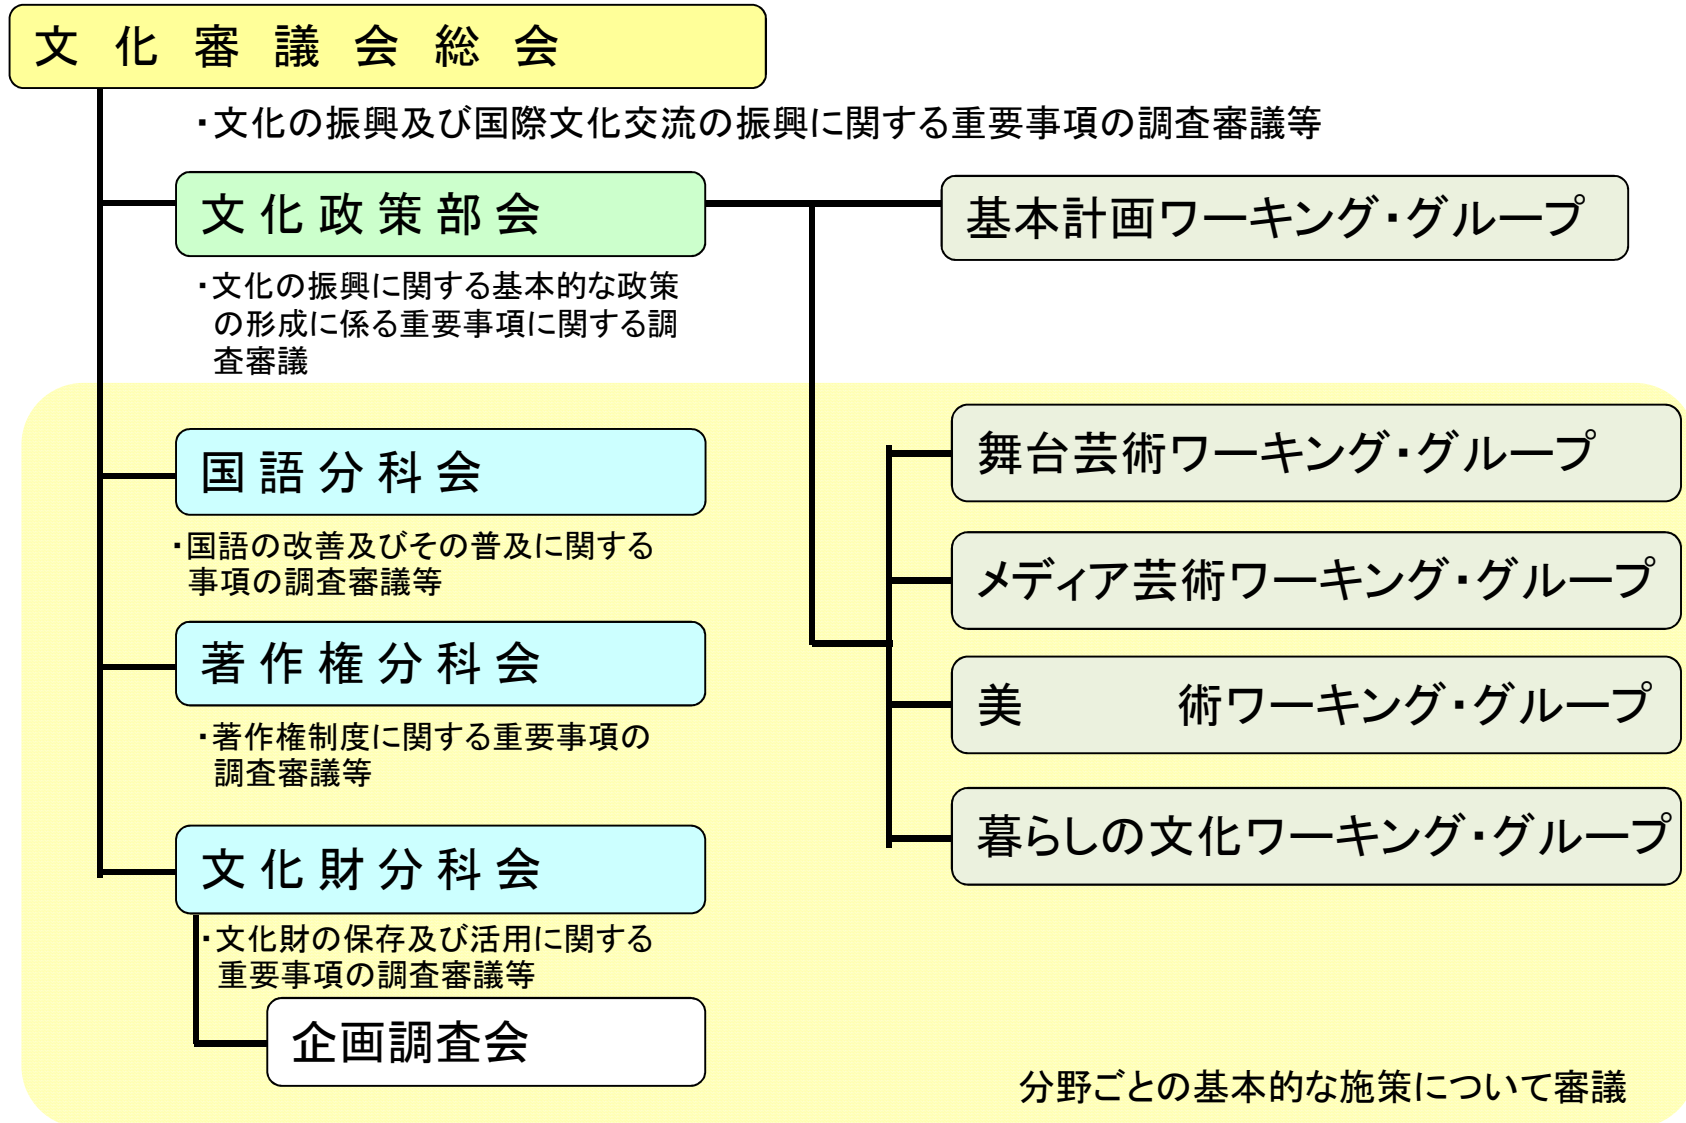 文化審議会総会
・文化の振興及び国際文化交流の振興に関する重要事項の調査審議等
文化政策部会
・文化の振興に関する基本的な政策
の形成に係る重要事項に関する調
査審議
国語分科会
・国語の改善及びその普及に関する
事項の調査審議等
著作権分科会
・著作権制度に関する重要事項の
調査審議等
文化財分科会
・文化財の保存及び活用に関する
重要事項の調査審議等
企画調査会
基本計画ワーキング・グループ
舞台芸術ワーキング・グループ
メディア芸術ワーキング・グループ
美　　　術ワーキング・グループ
暮らしの文化ワーキング・グループ
分野ごとの基本的な施策について審議